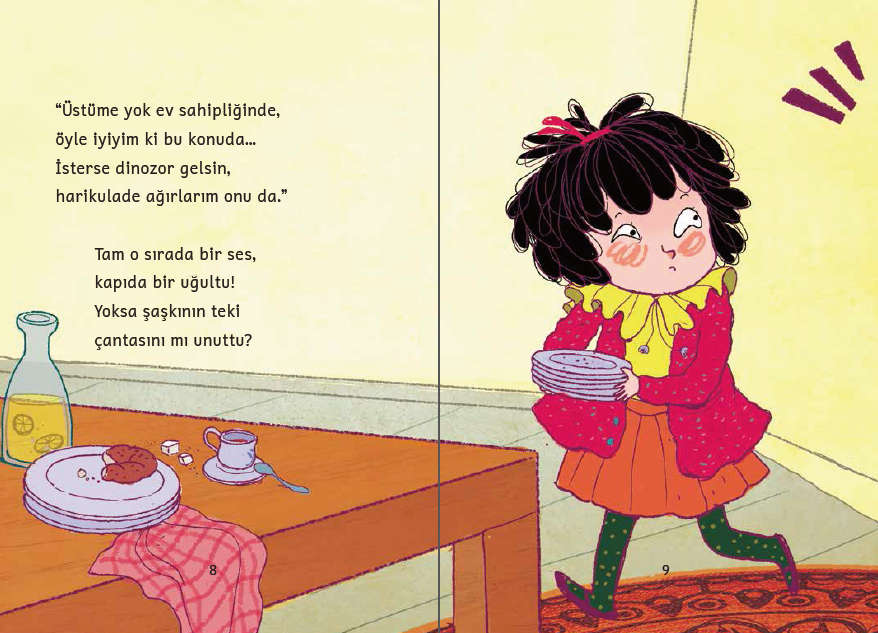 “Üstüme yok ev sahipliğinde,
öyle iyiyim ki bu konuda...
İsterse dinozor gelsin,
harikulade ağırlarım onu da.”
Tam o sırada bir ses,
kapıda bir uğultu!
Yoksa şaşkının teki
çantasını mı unuttu?
8
9